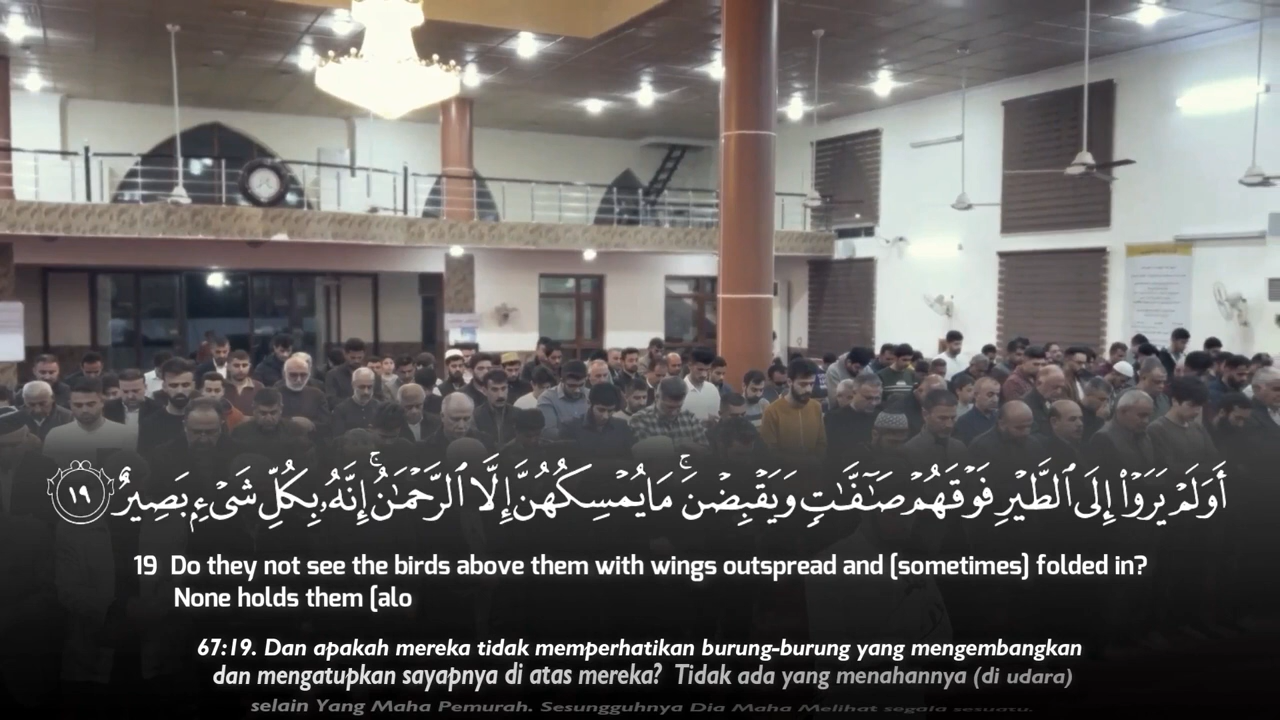 أَوَلَمْ يَرَوْا۟ إِلَى ٱلطَّيْرِ فَوْقَهُمْ صَـٰٓفَّـٰتٍ وَيَقْبِضْنَ ۚ مَا يُمْسِكُهُنَّ إِلَّا ٱلرَّحْمَـٰنُ ۚ إِنَّهُۥ بِكُلِّ شَىْءٍۭ بَصِيرٌ ١٩
19 Do they not see the birds above them with wings outspread and [sometimes] folded in?
None holds them [alo
67:19. Dan apakah mereka tidak memperhatikan burung-burung yang mengembangkan
dan mengatupkan sayapnya di atas mereka? Tidak ada yang menahannya (di udara)
selain Yang Maha Pemurah. Sesungguhnya Dia Maha Melihat segala sesuatu.